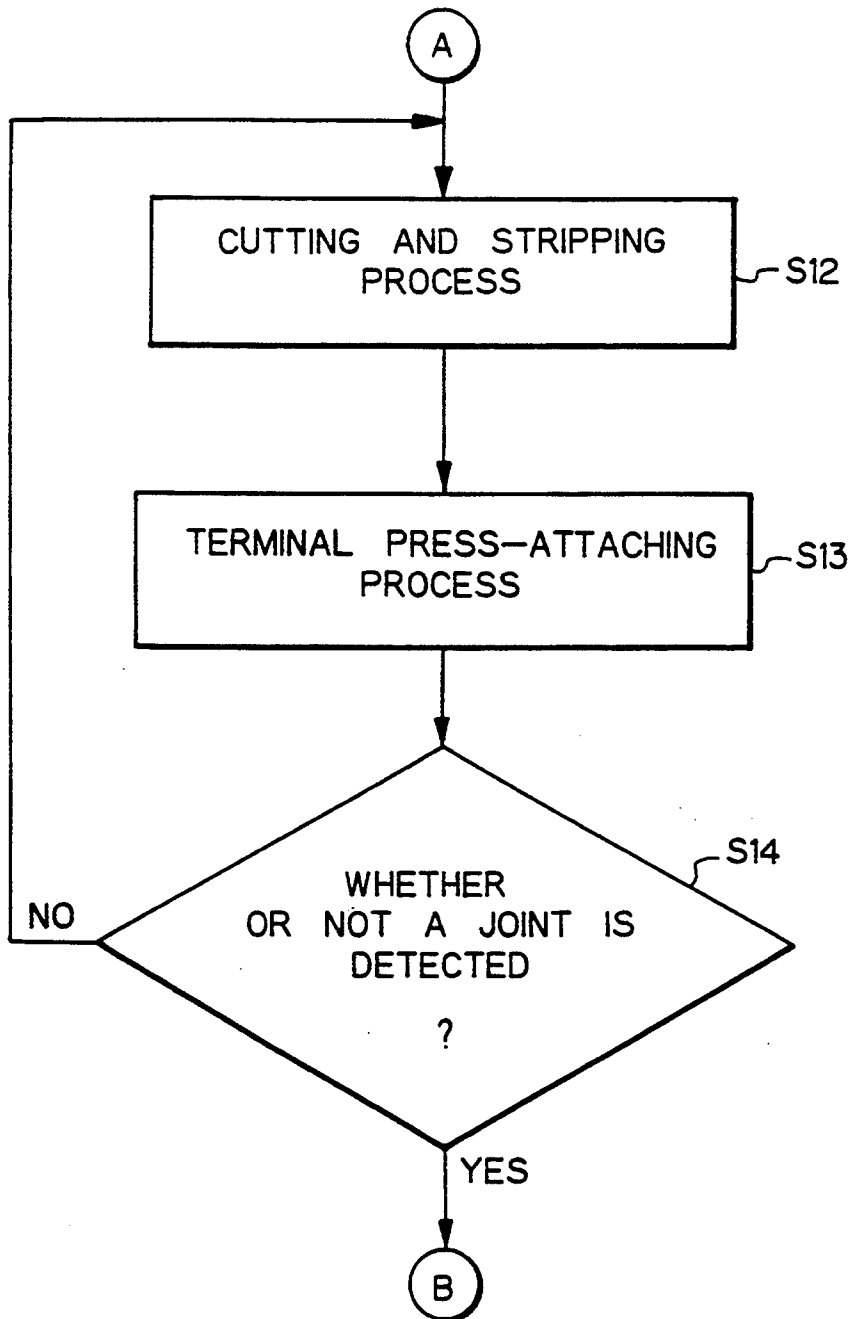 A
CUTTING AND STRIPPING
PROCESS
S12
TERMINAL PRESS-ATTACHING
PROCESS
S13
S14
WHETHER
OR NOT A JOINT IS
DETECTED
?
NO
YES
B